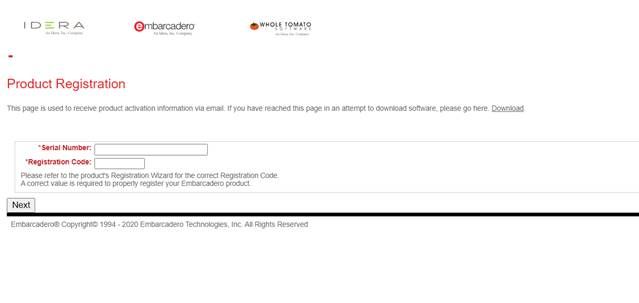 IDERA
embarcadero
WHOLE TOMATO
SOFTWARE
An Idera, Inc. Company
An Idera, Inc. Company
An Idera, Inc. Company
Product Registration
This page is used to receive product activation information via email. If you have reached this page in an attempt to download software, please go here. Download.
*Serial Number:
*Registration Code:
Please refer to the product's Registration Wizard for the correct Registration Code.
A correct value is required to properly register your Embarcadero product.
Next
Embarcadero® Copyright© 1994 - 2020 Embarcadero Technologies, Inc. All Rights Reserved